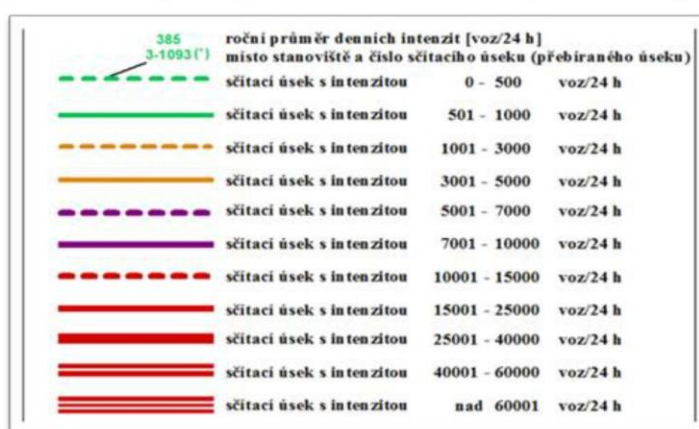 385
3-1093 (*)
roční průměr denních intenzit [voz/24 h]
místo stanoviště a číslo sčítacího úseku (přebíraného úseku)
sčítací úsek s intenzitou 0 - 500 voz/24 h
sčítací úsek s intenzitou 501 - 1000 voz/24 h
sčítací úsek s intenzitou 1001 - 3000 voz/24 h
sčítací úsek s intenzitou 3001 - 5000 voz/24 h
sčítací úsek s intenzitou 5001 - 7000 voz/24 h
sčítací úsek s intenzitou 7001 - 10000 voz/24 h
sčítací úsek s intenzitou 10001 - 15000 voz/24 h
sčítací úsek s intenzitou 15001 - 25000 voz/24 h
sčítací úsek s intenzitou 25001 - 40000 voz/24 h
sčítací úsek s intenzitou 40001 - 60000 voz/24 h
sčítací úsek s intenzitou nad 60001 voz/24 h